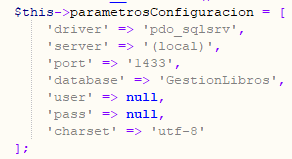 $this->parametrosConfiguracion = [
'driver' => 'pdo_sqlsrv',
'server' => '(local)',
'port' => '1433',
'database' => 'GestionLibros',
'user' => null,
'pass' => null,
'charset' => 'utf-8'
];